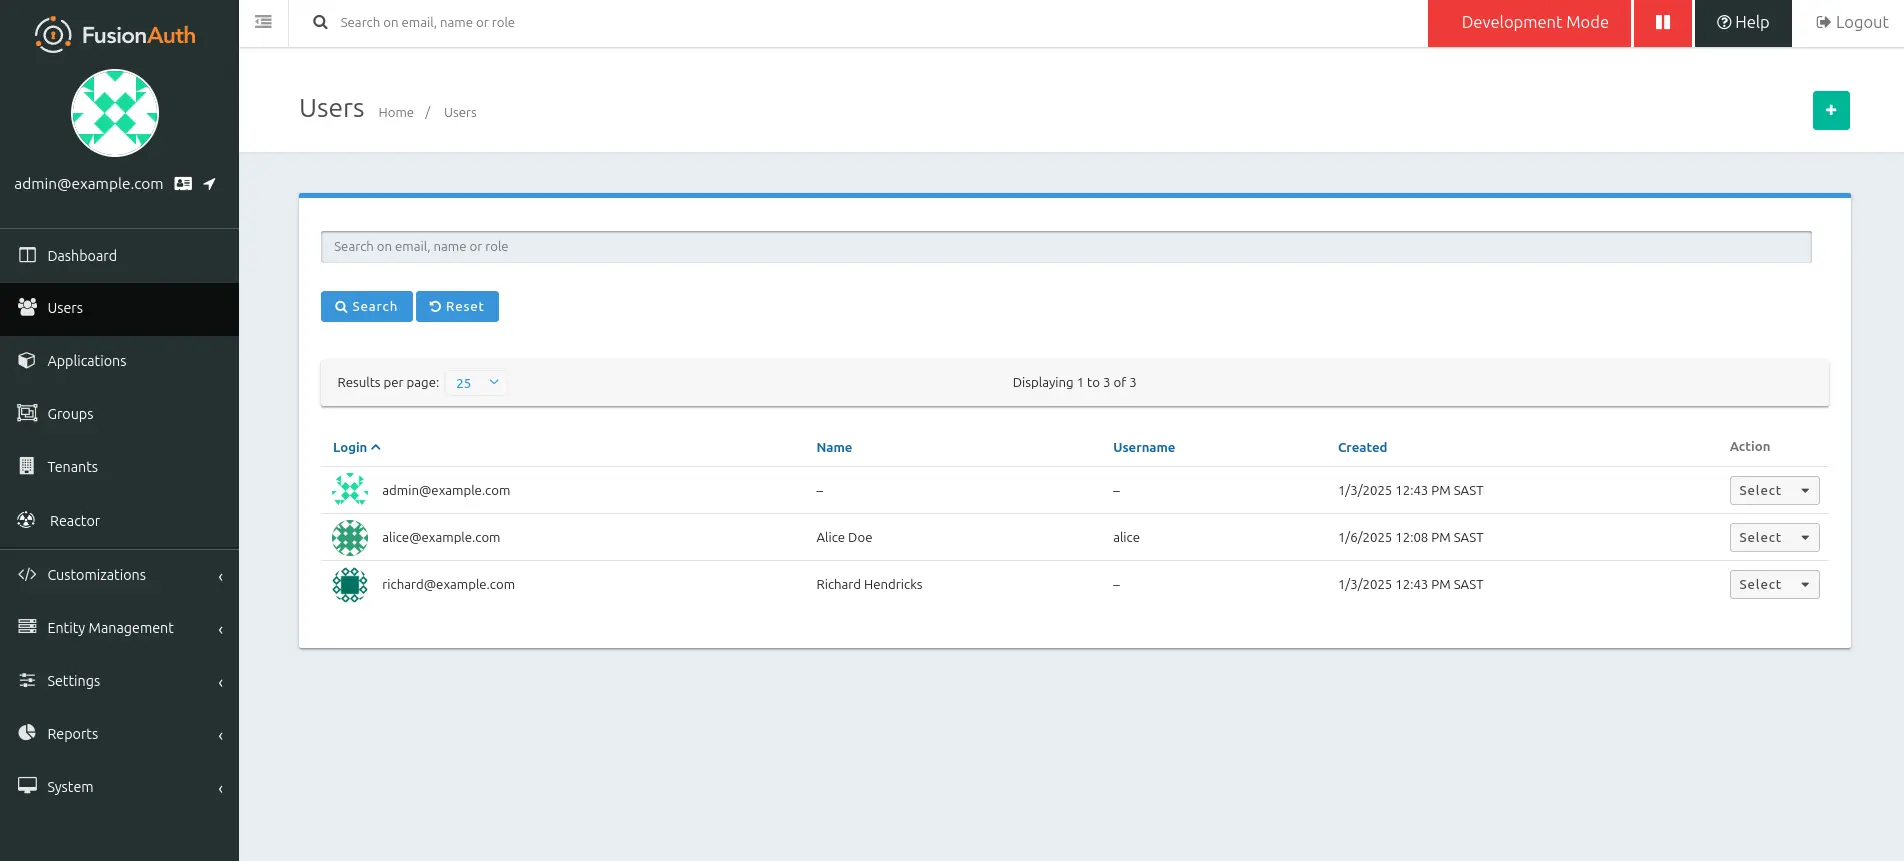 FusionAuth
Search on email, name or role
Development Mode
Help
Logout
Users Home / Users
+
admin@example.com
Dashboard
Users
Applications
Groups
Tenants
Reactor
Customizations
Entity Management
Settings
Reports
System
Search on email, name or role
Search Reset
Results per page: 25 Displaying 1 to 3 of 3
Login Name Username Created Action
admin@example.com – – 1/3/2025 12:43 PM SAST Select
alice@example.com Alice Doe alice 1/6/2025 12:08 PM SAST Select
richard@example.com Richard Hendricks – 1/3/2025 12:43 PM SAST Select